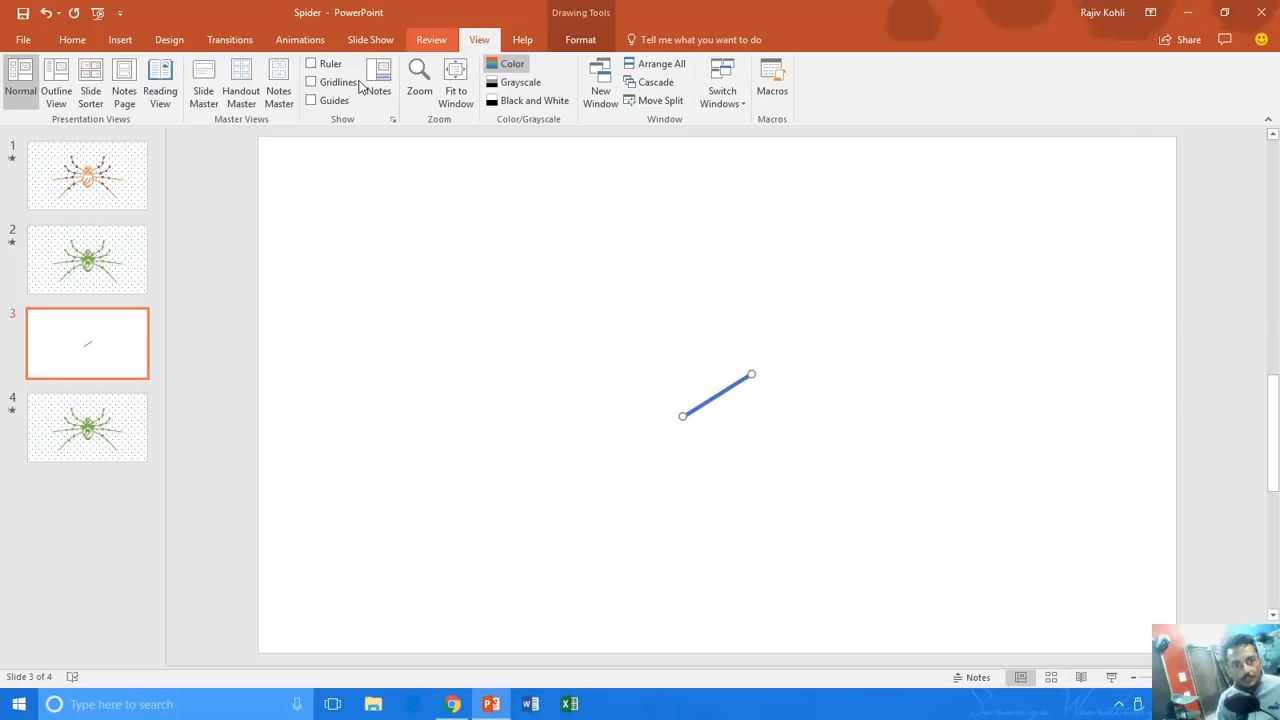 Spider - PowerPoint
Drawing Tools
Rajiv Kohli
File
Home
Insert
Design
Transitions
Animations
Slide Show
Review
View
Help
Format
Tell me what you want to do
Share
Normal
Outline View
Slide Sorter
Notes Page
Reading View
Presentation Views
Slide Master
Handout Master
Notes Master
Master Views
Ruler
Gridlines
Guides
Notes
Show
Zoom
Fit to Window
Zoom
Color
Grayscale
Black and White
Color/Grayscale
New Window
Arrange All
Cascade
Move Split
Switch Windows
Window
Macros
Macros
1
2
3
4
Slide 3 of 4
Notes
Type here to search